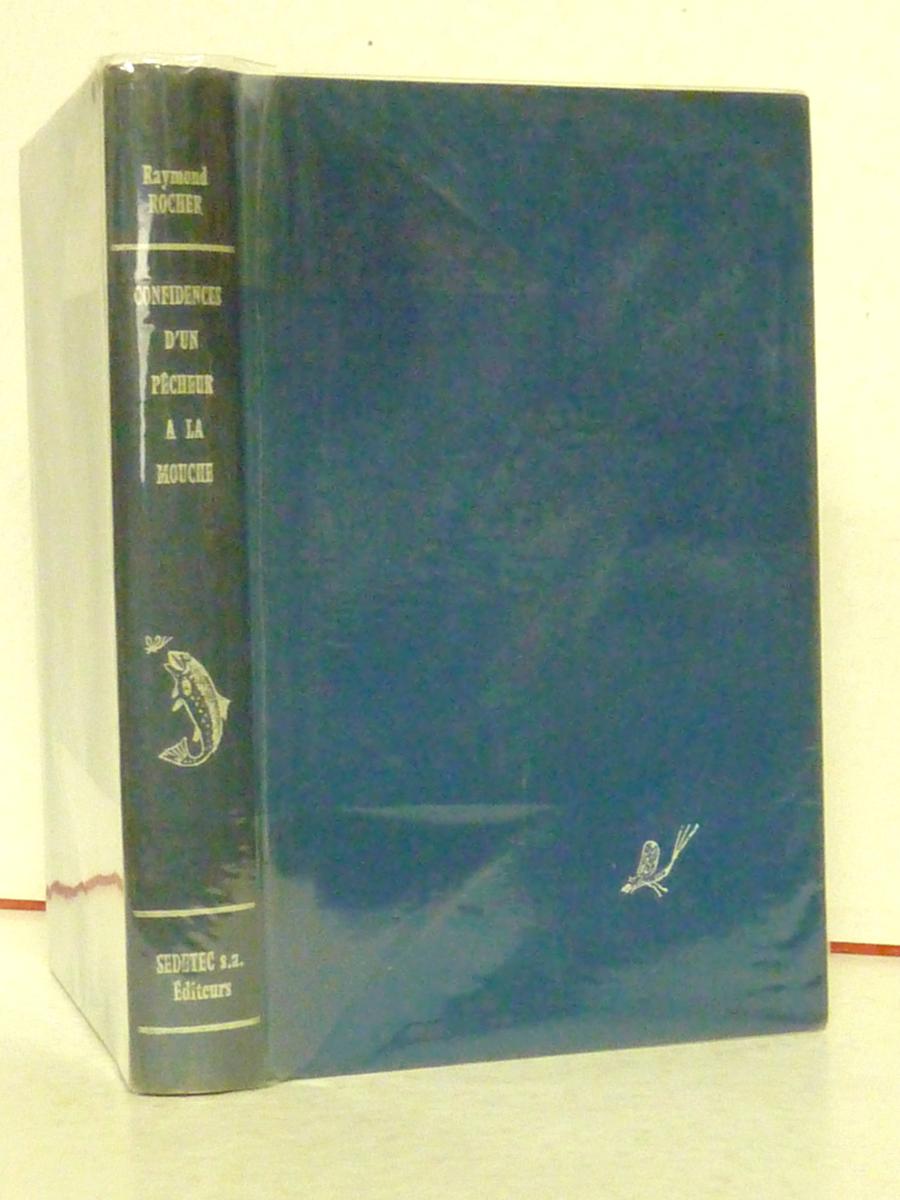 Raymond
ROCHER
CONFIDENCES
D'UN
PÊCHEUR
A LA
MOUCHE
SEDETEC s.a.
Éditeurs